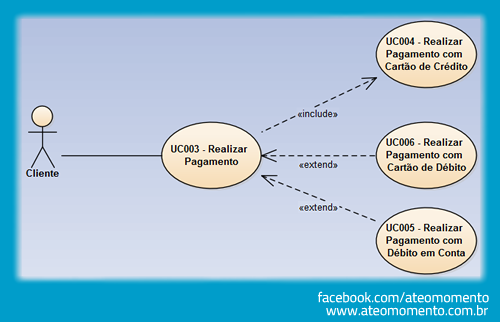 UC004 - Realizar
Pagamento com
Cartão de Crédito
«include»
UC003 - Realizar
Pagamento
UC006 - Realizar
Pagamento com
Cartão de Débito
«extend»
Cliente
«extend»
UC005 - Realizar
Pagamento com
Débito em Conta
facebook.com/ateomomento
www.ateomomento.com.br